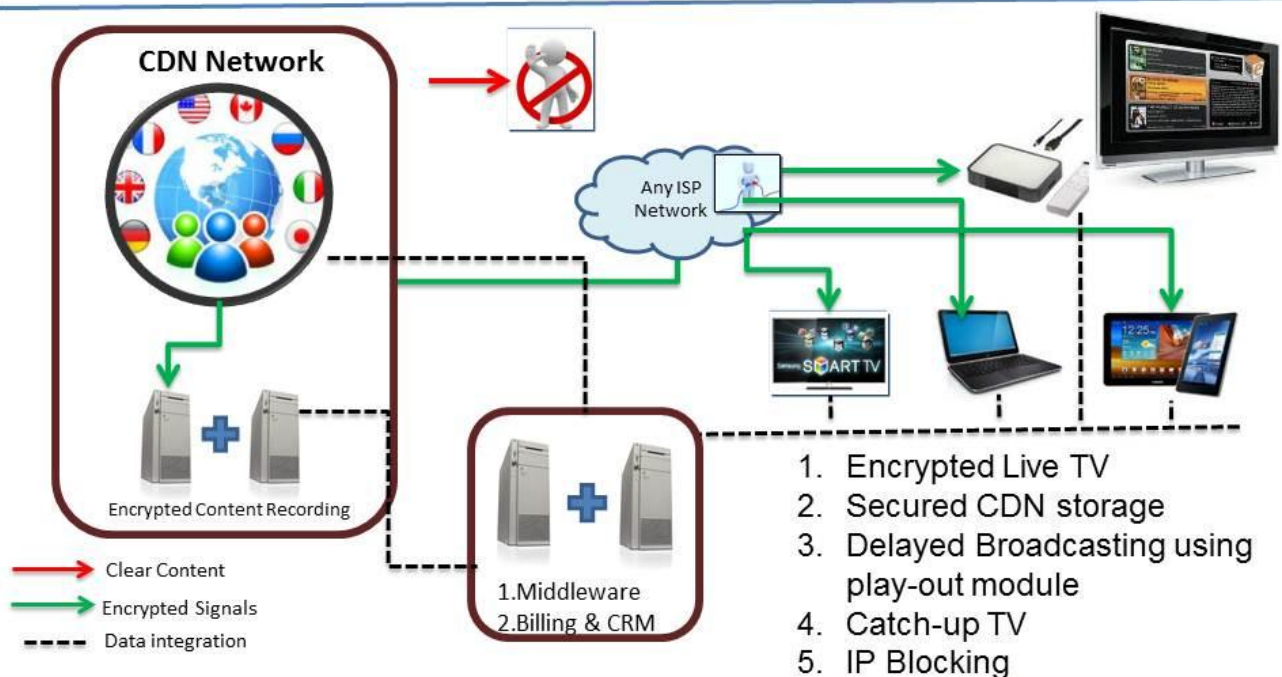 CDN Network
Any ISP
Network
SMART TV
12:25
Encrypted Content Recording
1.Middleware
2.Billing & CRM
Clear Content
Encrypted Signals
Data integration
1. Encrypted Live TV
2. Secured CDN storage
3. Delayed Broadcasting using
play-out module
4. Catch-up TV
5. IP Blocking